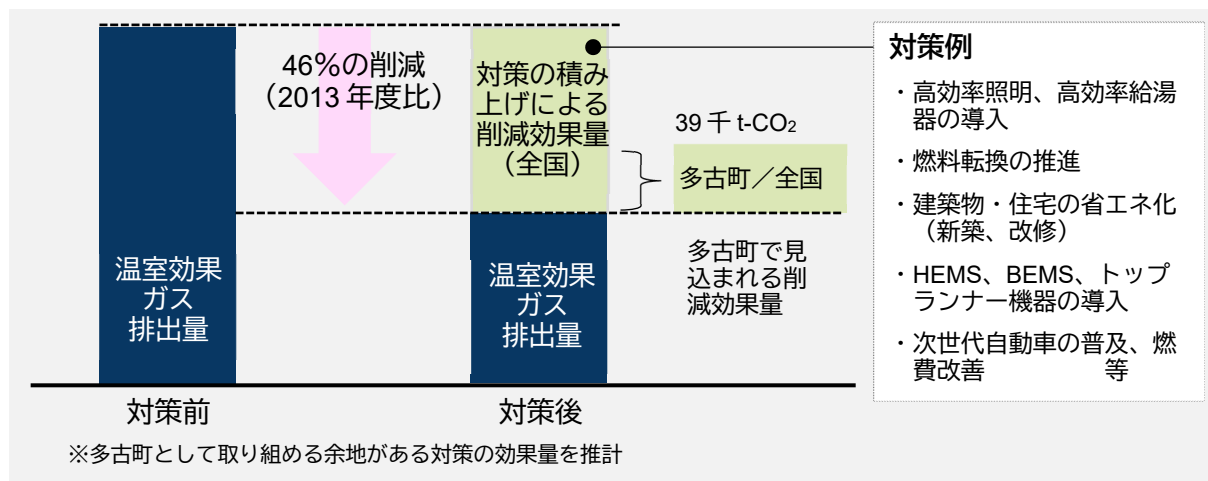 46%の削減
（2013 年度比）
対策の積み
上げによる
削減効果量
（全国）
39 千 t-CO2
多古町／全国
多古町で見
込まれる削
減効果量
温室効果
ガス
排出量
温室効果
ガス
排出量
対策前
対策後
※多古町として取り組める余地がある対策の効果量を推計
対策例
・高効率照明、高効率給湯
器の導入
・燃料転換の推進
・建築物・住宅の省エネ化
（新築、改修）
・HEMS、BEMS、トップ
ランナー機器の導入
・次世代自動車の普及、燃
費改善 等